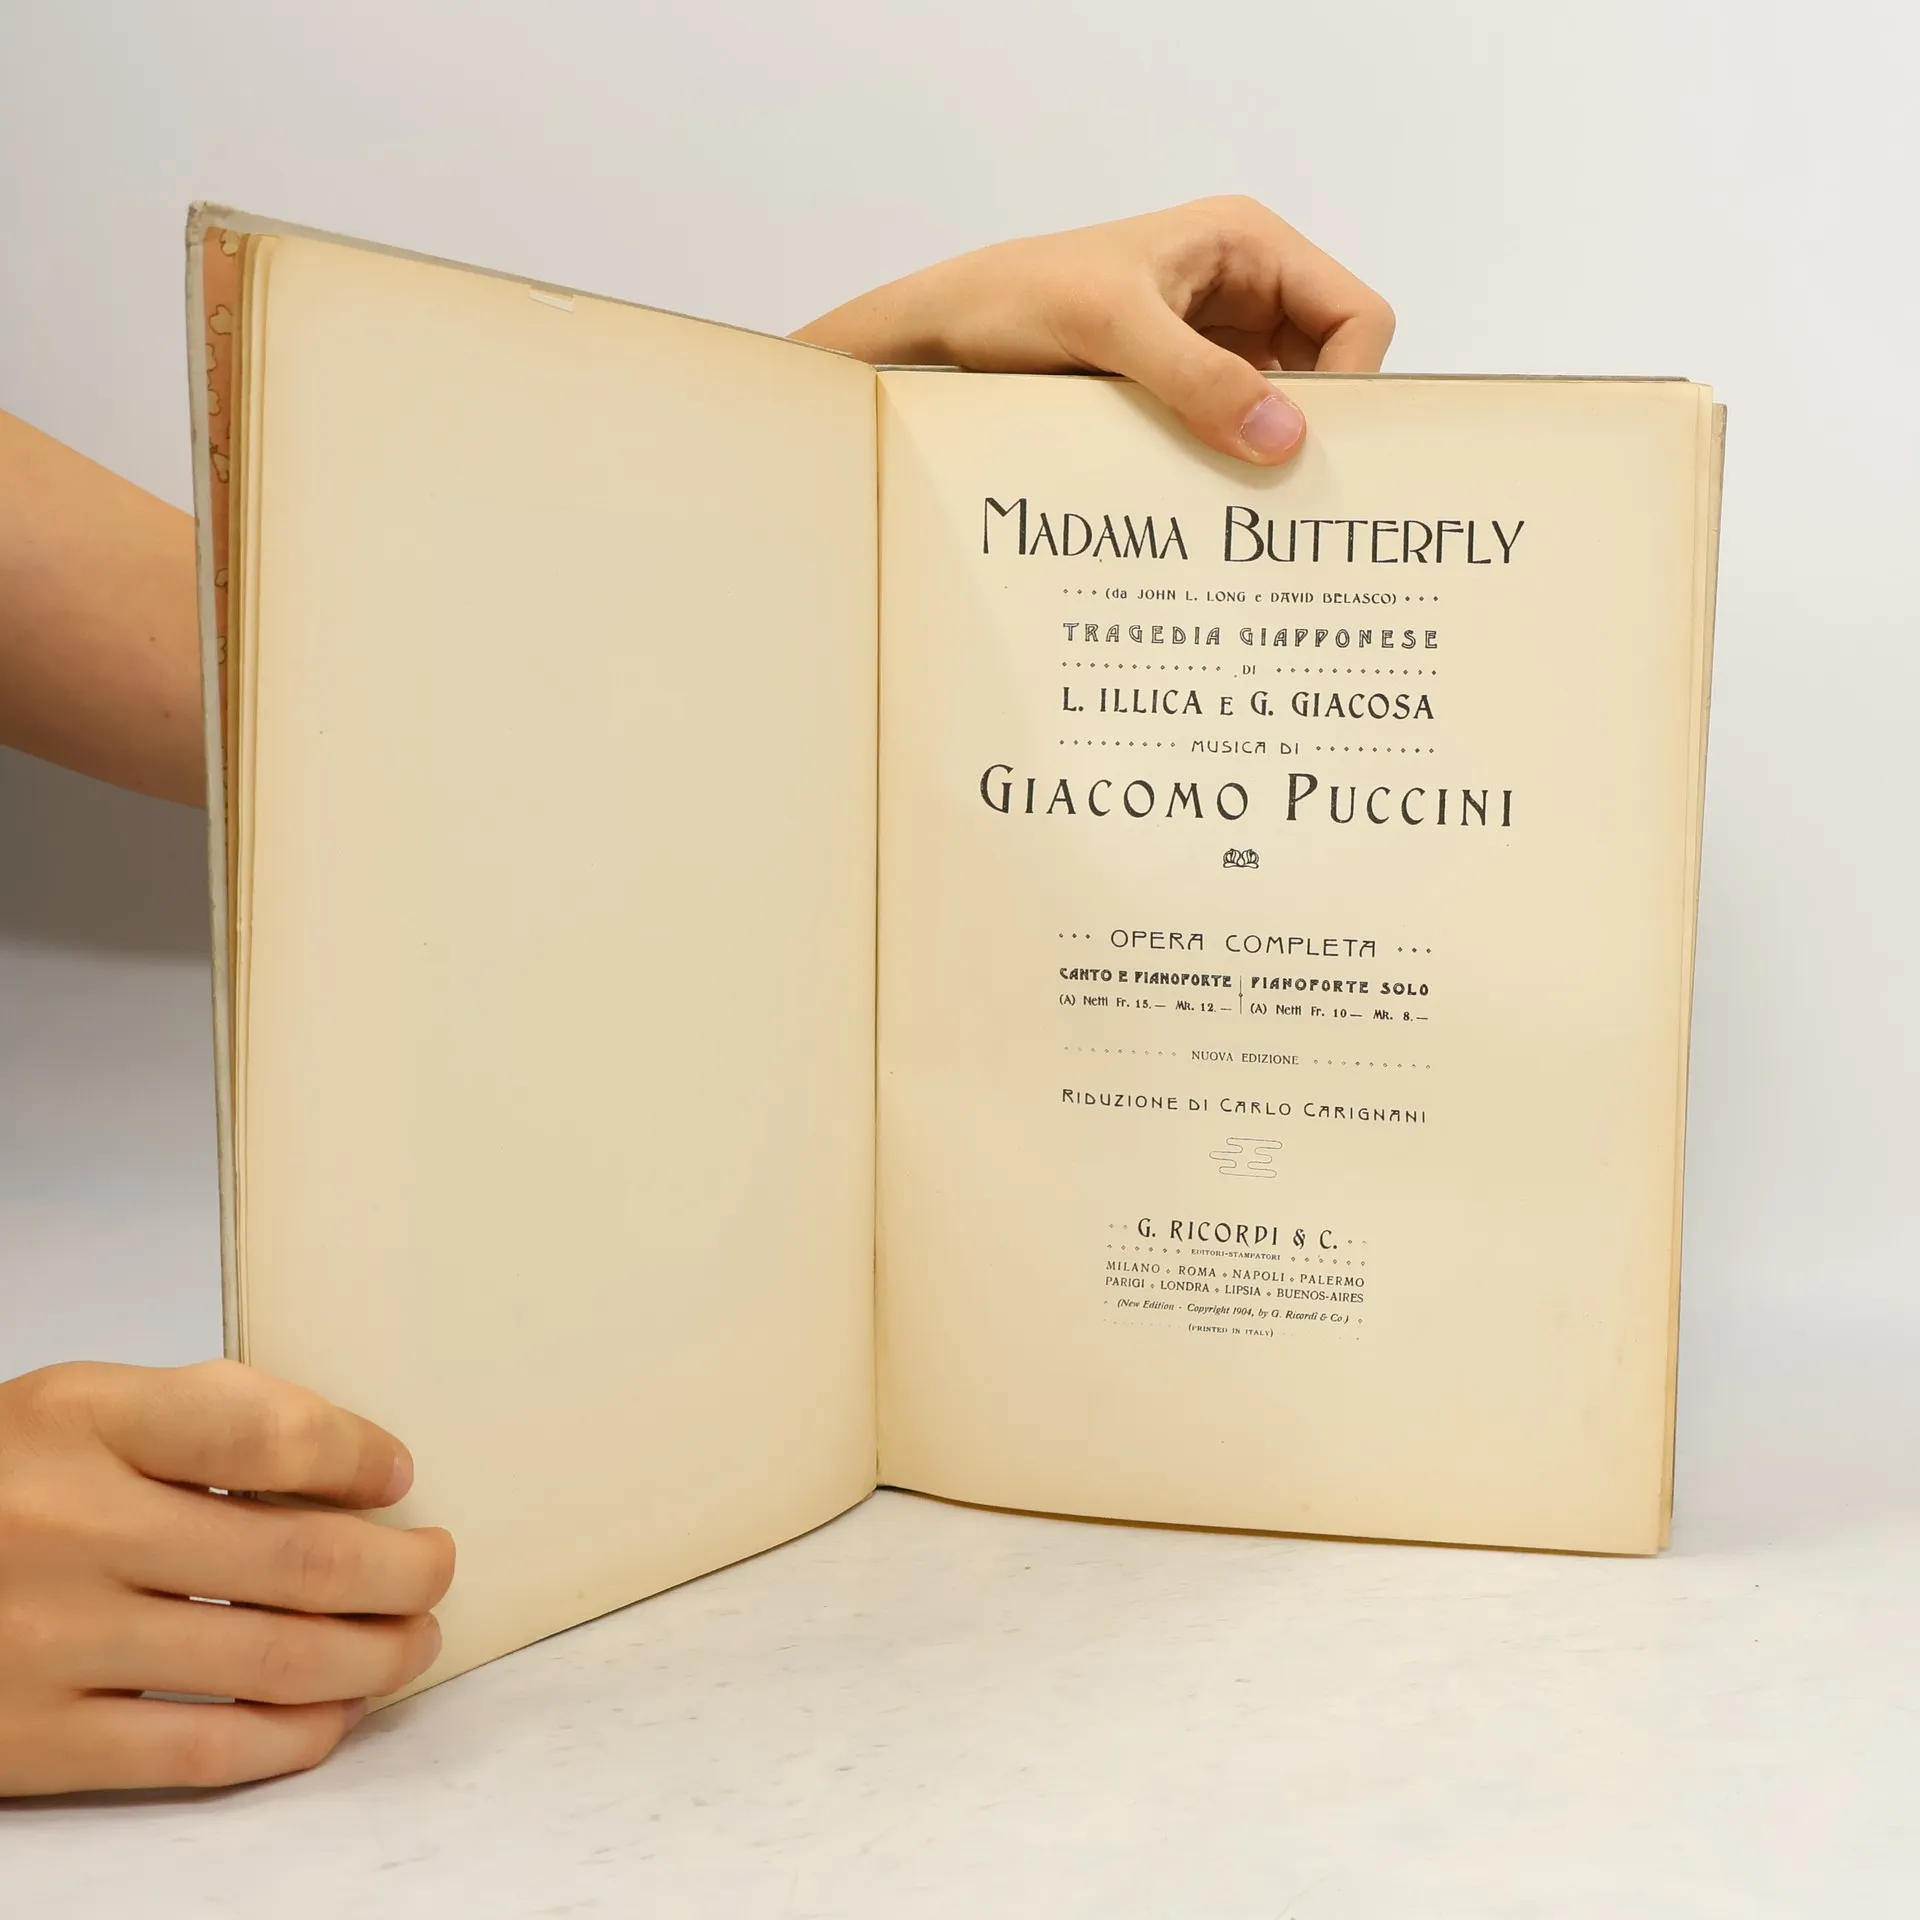 MADAMA BUTTERFLY
(da JOHN L. LONG e DAVID BELASCO)
TRAGEDIA GIAPPONESE
DI
L. ILLICA E G. GIACOSA
MUSICA DI
GIACOMO PUCCINI
OPERA COMPLETA
CANTO E PIANOFORTE | PIANOFORTE SOLO
(A) Netti Fr. 15.— Mk. 12.— | (A) Netti Fr. 10— Mk. 8.—
NUOVA EDIZIONE
RIDUZIONE DI CARLO CARIGNANI
G. RICORDI & C.
EDITORI-STAMPATORI
MILANO ⋄ ROMA ⋄ NAPOLI ⋄ PALERMO
PARIGI ⋄ LONDRA ⋄ LIPSIA ⋄ BUENOS-AIRES
(New Edition - Copyright 1904, by G. Ricordi & Co.)
(PRINTED IN ITALY)